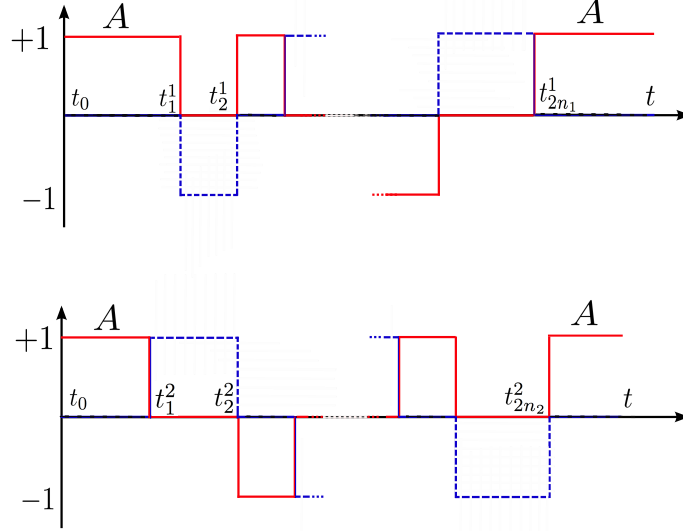 +1 A A
t_0 t_1^1 t_2^1 t_{2n_1}^1 t
−1
+1 A A
t_0 t_1^2 t_2^2 t_{2n_2}^2 t
−1